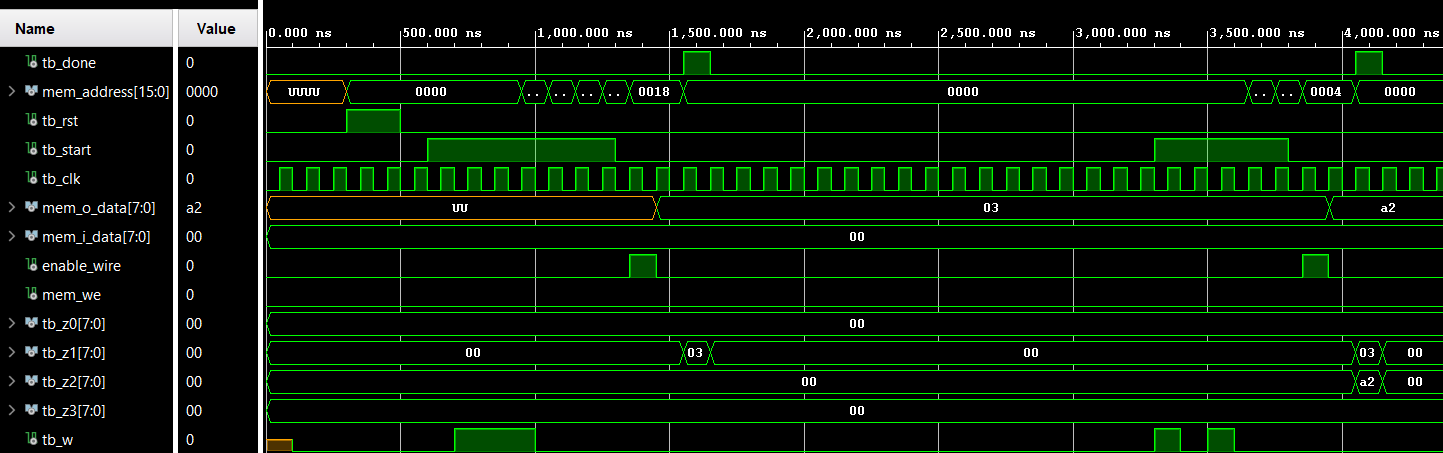 Name Value 0.000 ns 500.000 ns 1,000.000 ns 1,500.000 ns 2,000.000 ns 2,500.000 ns 3,000.000 ns 3,500.000 ns 4,000.000 ns
tb_done 0
mem_address[15:0] 0000 UUUU 0000 .. .. .. .. 0018 0000 .. .. 0004 0000
tb_rst 0
tb_start 0
tb_clk 0
mem_o_data[7:0] a2 UU 03 a2
mem_i_data[7:0] 00 00
enable_wire 0
mem_we 0
tb_z0[7:0] 00 00
tb_z1[7:0] 00 00 03 00 03 00
tb_z2[7:0] 00 00 a2 00
tb_z3[7:0] 00 00
tb_w 0